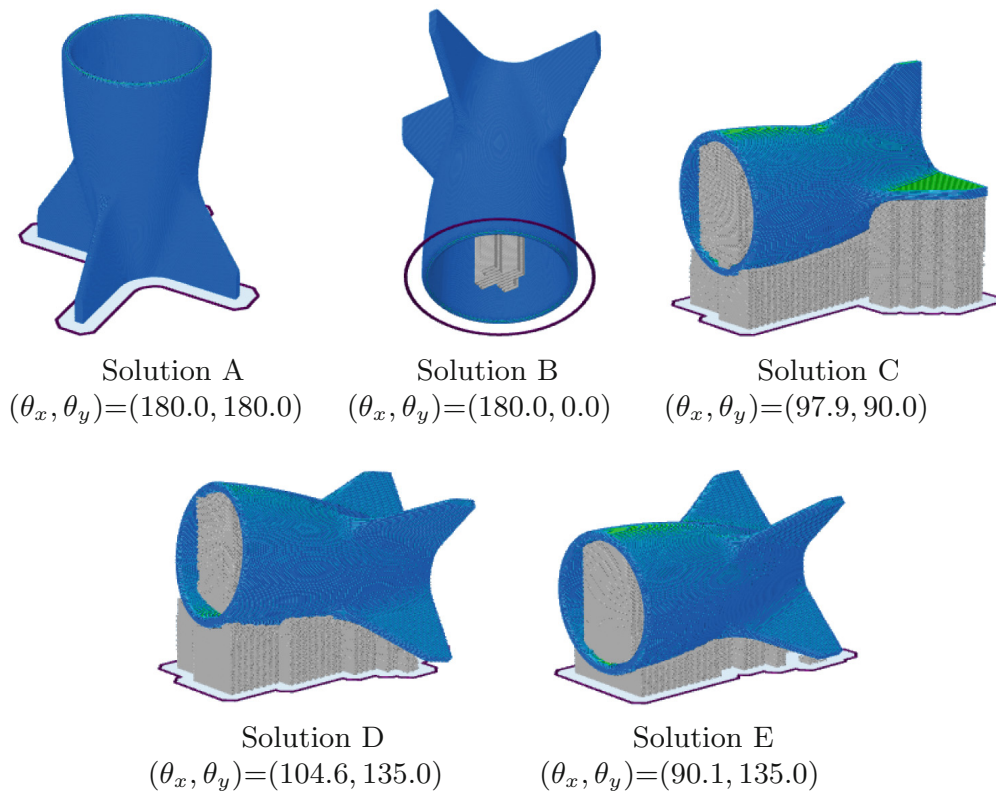 Solution A
(θx, θy)=(180.0, 180.0)
Solution B
(θx, θy)=(180.0, 0.0)
Solution C
(θx, θy)=(97.9, 90.0)
Solution D
(θx, θy)=(104.6, 135.0)
Solution E
(θx, θy)=(90.1, 135.0)